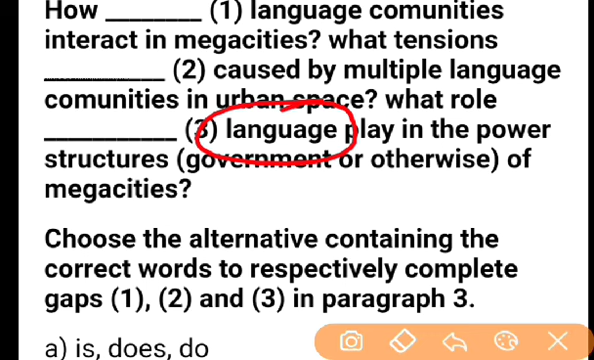 How ________ (1) language comunities
interact in megacities? what tensions
__________ (2) caused by multiple language
comunities in urban space? what role
___________ (3) language play in the power
structures (government or otherwise) of
megacities?
Choose the alternative containing the
correct words to respectively complete
gaps (1), (2) and (3) in paragraph 3.
a) is, does, do